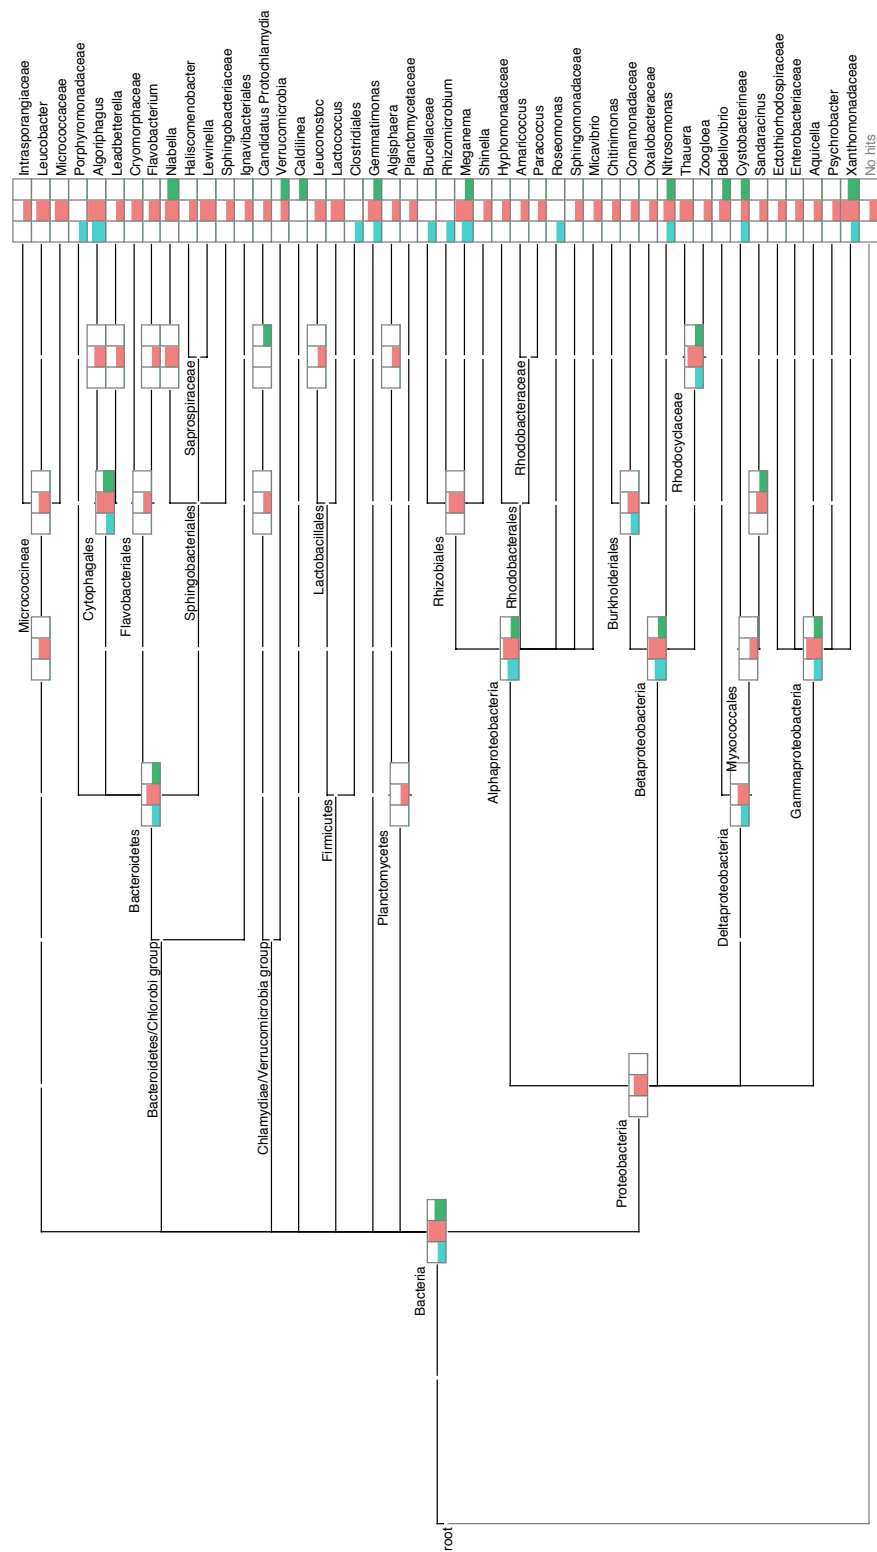 Intrasporangiaceae
Leucobacter
Micrococcaceae
Porphyromonadaceae
Algoriphagus
Leadbetterella
Cryomorphaceae
Flavobacterium
Niabella
Haliscomenobacter
Lewinella
Sphingobacteriaceae
Ignavibacteriales
Candidatus Protochlamydia
Verrucomicrobia
Caldilinea
Leuconostoc
Lactococcus
Clostridiales
Gemmatimonas
Algisphaera
Planctomycetaceae
Brucellaceae
Rhizomicrobium
Meganema
Shinella
Hyphomonadaceae
Amaricoccus
Paracoccus
Roseomonas
Sphingomonadaceae
Micavibrio
Chitinimonas
Comamonadaceae
Oxalobacteraceae
Nitrosomonas
Thauera
Zoogloea
Bdellovibrio
Cystobacterineae
Sandaracinus
Ectothiorhodospiraceae
Enterobacteriaceae
Aquicella
Psychrobacter
Xanthomonadaceae
No hits
Saprospiraceae
Rhodobacteraceae
Rhodocyclaceae
Micrococcineae
Cytophagales
Flavobacteriales
Sphingobacteriales
Lactobacillales
Rhizobiales
Rhodobacterales
Burkholderiales
Alphaproteobacteria
Betaproteobacteria
Myxococcales
Gammaproteobacteria
Bacteroidetes
Firmicutes
Planctomycetes
Deltaproteobacteria
Bacteroidetes/Chlorobi group
Chlamydiae/Verrucomicrobia group
Proteobacteria
Bacteria
root